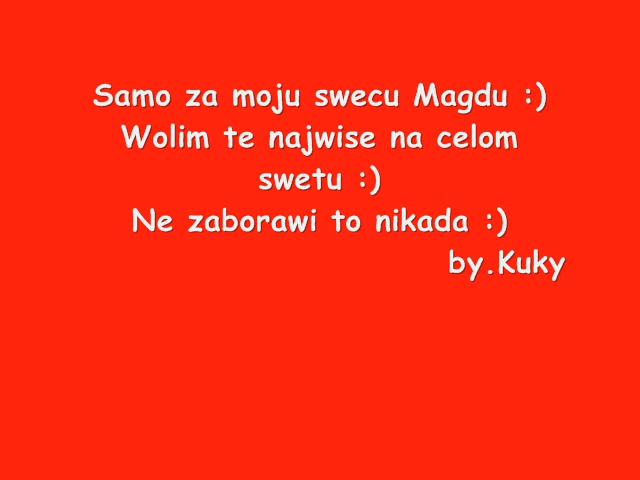 Samo za moju swecu Magdu :)
Wolim te najwise na celom
swetu :)
Ne zaborawi to nikada :)
by.Kuky